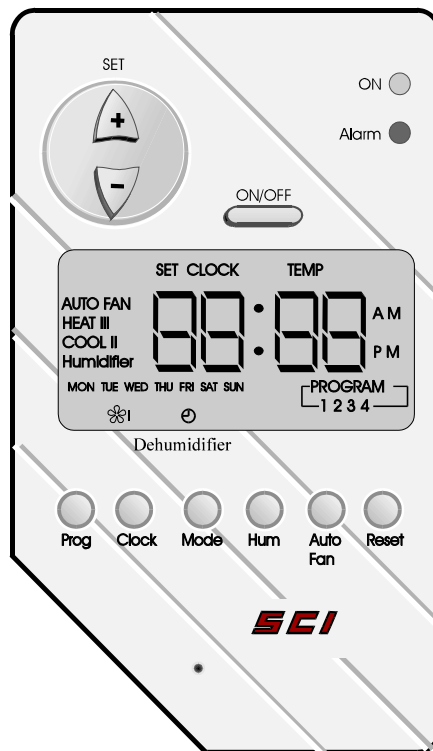 SET
+
-
ON
Alarm
ON/OFF
SET CLOCK TEMP
88:88
AUTO FAN
HEAT III
COOL II
Humidifier
AM
PM
MON TUE WED THU FRI SAT SUN
PROGRAM
1 2 3 4
I
Dehumidifier
Prog Clock Mode Hum Auto Fan Reset
SCI